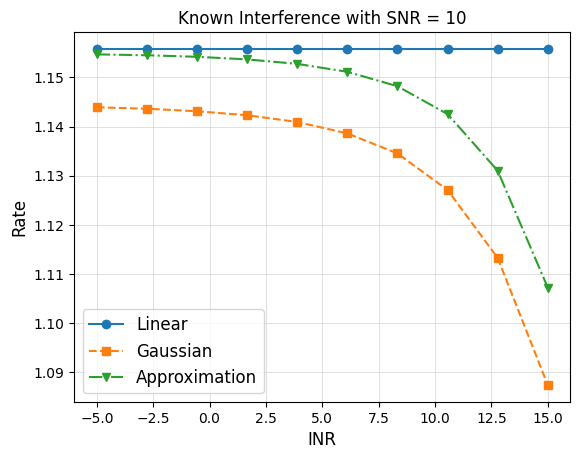 Known Interference with SNR = 10
Rate
1.15
1.14
1.13
1.12
1.11
1.10
1.09
Linear
Gaussian
Approximation
−5.0 −2.5 0.0 2.5 5.0 7.5 10.0 12.5 15.0
INR